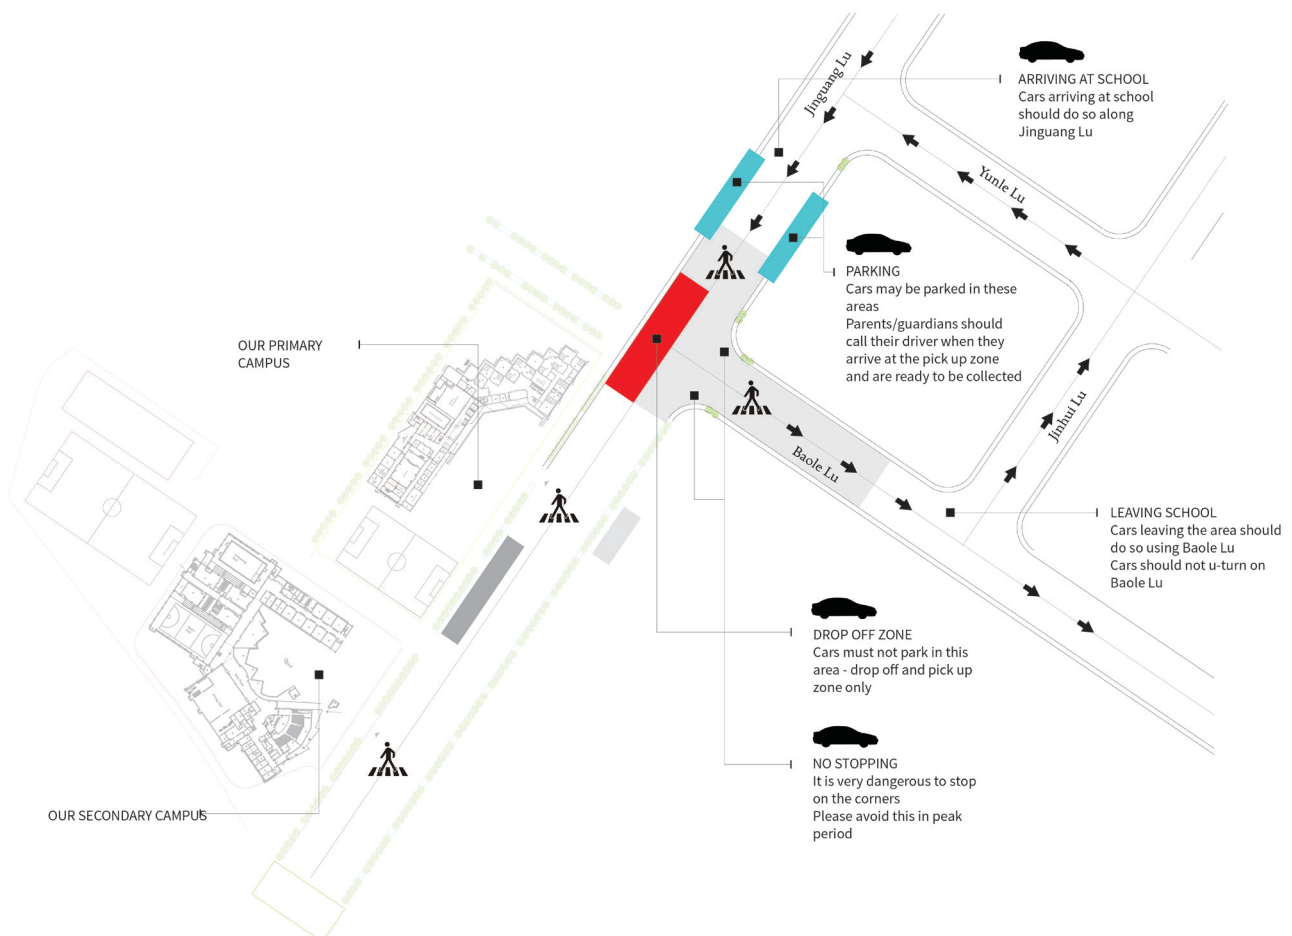 Jinguang Lu
ARRIVING AT SCHOOL
Cars arriving at school
should do so along
Jinguang Lu
Yunle Lu
PARKING
Cars may be parked in these
areas
Parents/guardians should
call their driver when they
arrive at the pick up zone
and are ready to be collected
OUR PRIMARY
CAMPUS
Jinhui Lu
Baole Lu
LEAVING SCHOOL
Cars leaving the area should
do so using Baole Lu
Cars should not u-turn on
Baole Lu
DROP OFF ZONE
Cars must not park in this
area - drop off and pick up
zone only
NO STOPPING
It is very dangerous to stop
on the corners
Please avoid this in peak
period
OUR SECONDARY CAMPUS